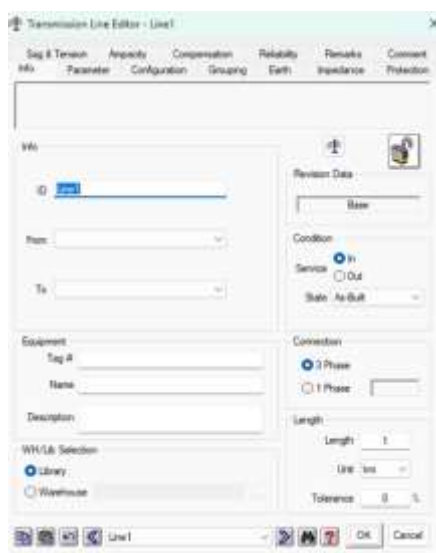 Transmission Line Editor - Line1
Sag & Tension Ampacity Compensation Reliability Remarks Comment
Info Parameter Configuration Grouping Earth Impedance Protection
Info
Revision Data
ID Line1
Base
From
Condition
Service In
Out
To
State As-Built
Equipment
Connection
Tag #
3 Phase
Name
1 Phase
Description
Length
WH/Lib Selection
Length 1
Library
Unit
Warehouse
Tolerance 0 %
Line1
? OK Cancel